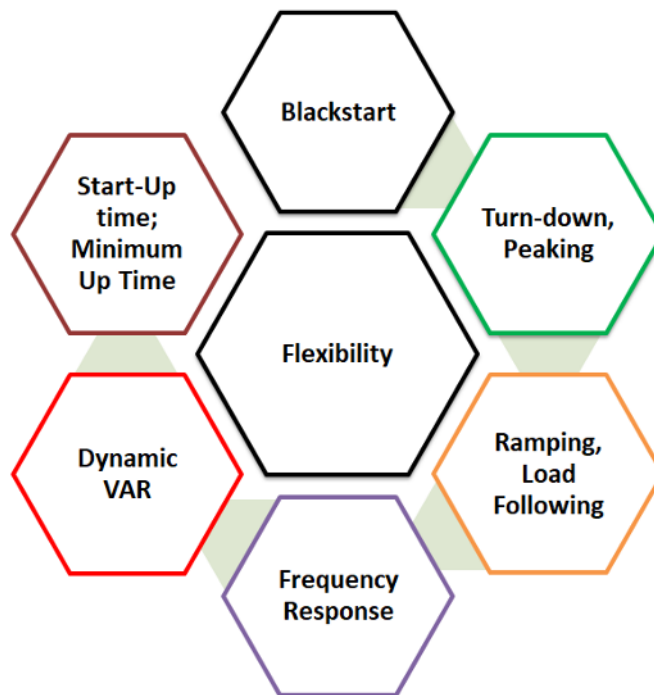 Blackstart
Start-Up
time;
Minimum
Up Time
Turn-down,
Peaking
Flexibility
Dynamic
VAR
Ramping,
Load
Following
Frequency
Response